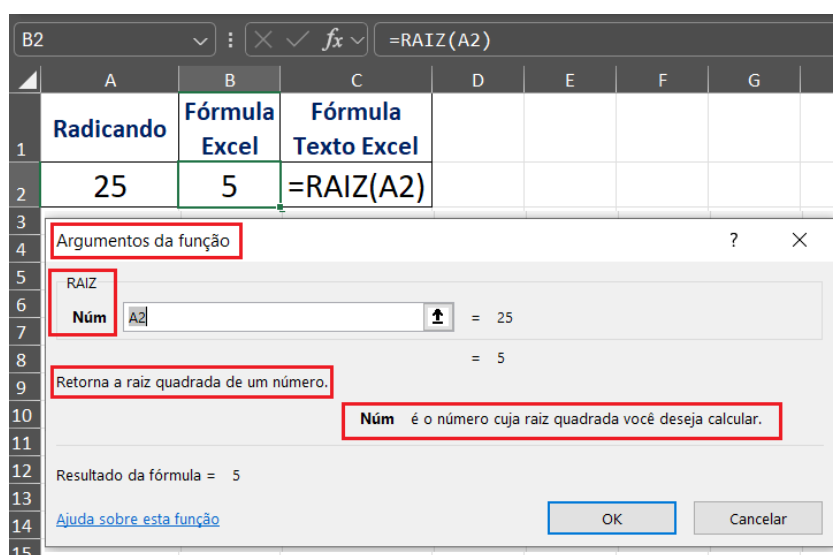 B2 fx =RAIZ(A2)
A B C D E F G
1 Radicando Fórmula Excel Fórmula Texto Excel
2 25 5 =RAIZ(A2)
3
4 Argumentos da função ? X
5 RAIZ
6 Núm A2 = 25
7
8 = 5
9 Retorna a raiz quadrada de um número.
10 Núm é o número cuja raiz quadrada você deseja calcular.
11
12 Resultado da fórmula = 5
13
14 Ajuda sobre esta função OK Cancelar
15